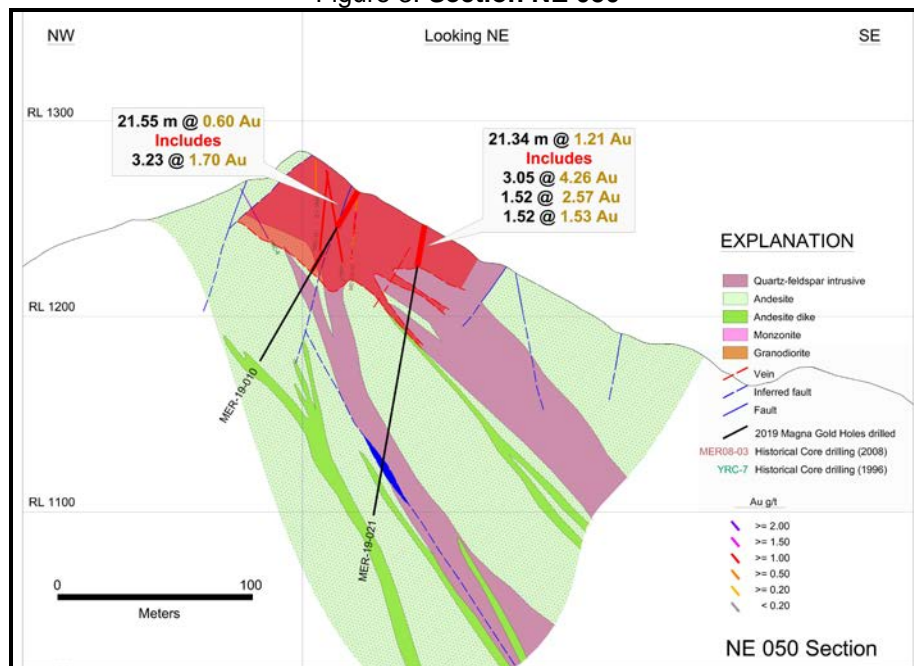 NW
Looking NE
SE
RL 1300
21.55 m @ 0.60 Au
Includes
3.23 @ 1.70 Au
21.34 m @ 1.21 Au
Includes
3.05 @ 4.26 Au
1.52 @ 2.57 Au
1.52 @ 1.53 Au
RL 1200
MER-19-010
RL 1100
MER-19-021
0 100
Meters
EXPLANATION
Quartz-feldspar intrusive
Andesite
Andesite dike
Monzonite
Granodiorite
Vein
Inferred fault
Fault
2019 Magna Gold Holes drilled
MER08-03 Historical Core drilling (2008)
YRC-7 Historical Core drilling (1996)
Au g/t
>= 2.00
>= 1.50
>= 1.00
>= 0.50
>= 0.20
< 0.20
NE 050 Section